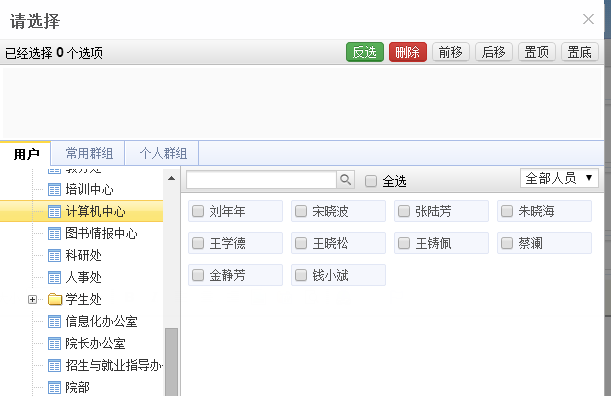 请选择
已经选择 0 个选项 反选 删除 前移 后移 置顶 置底
用户 常用群组 个人群组
全选 全部人员
培训中心
计算机中心
图书情报中心
科研处
人事处
学生处
信息化办公室
院长办公室
招生与就业指导办
院部
刘年年 宋晓波 张陆芳 朱晓海
王学德 王晓松 王铸佩 蔡澜
金静芳 钱小斌